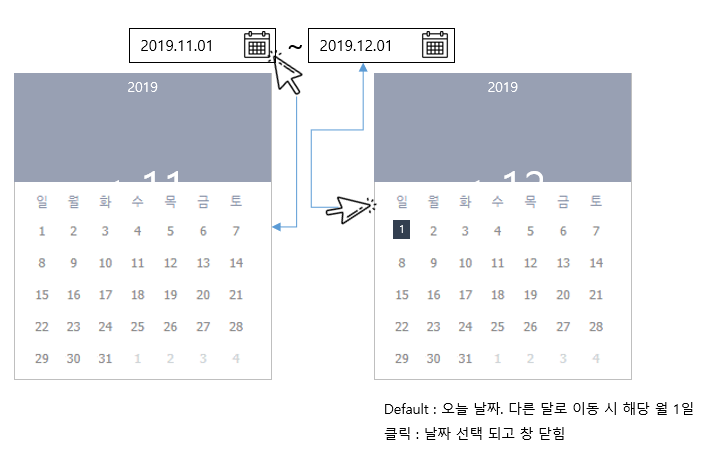 2019.11.01 ~ 2019.12.01
2019
11
일 월 화 수 목 금 토
1 2 3 4 5 6 7
8 9 10 11 12 13 14
15 16 17 18 19 20 21
22 23 24 25 26 27 28
29 30 31 1 2 3 4
2019
12
일 월 화 수 목 금 토
1 2 3 4 5 6 7
8 9 10 11 12 13 14
15 16 17 18 19 20 21
22 23 24 25 26 27 28
29 30 31 1 2 3 4
Default : 오늘 날짜. 다른 달로 이동 시 해당 월 1일
클릭 : 날짜 선택 되고 창 닫힘